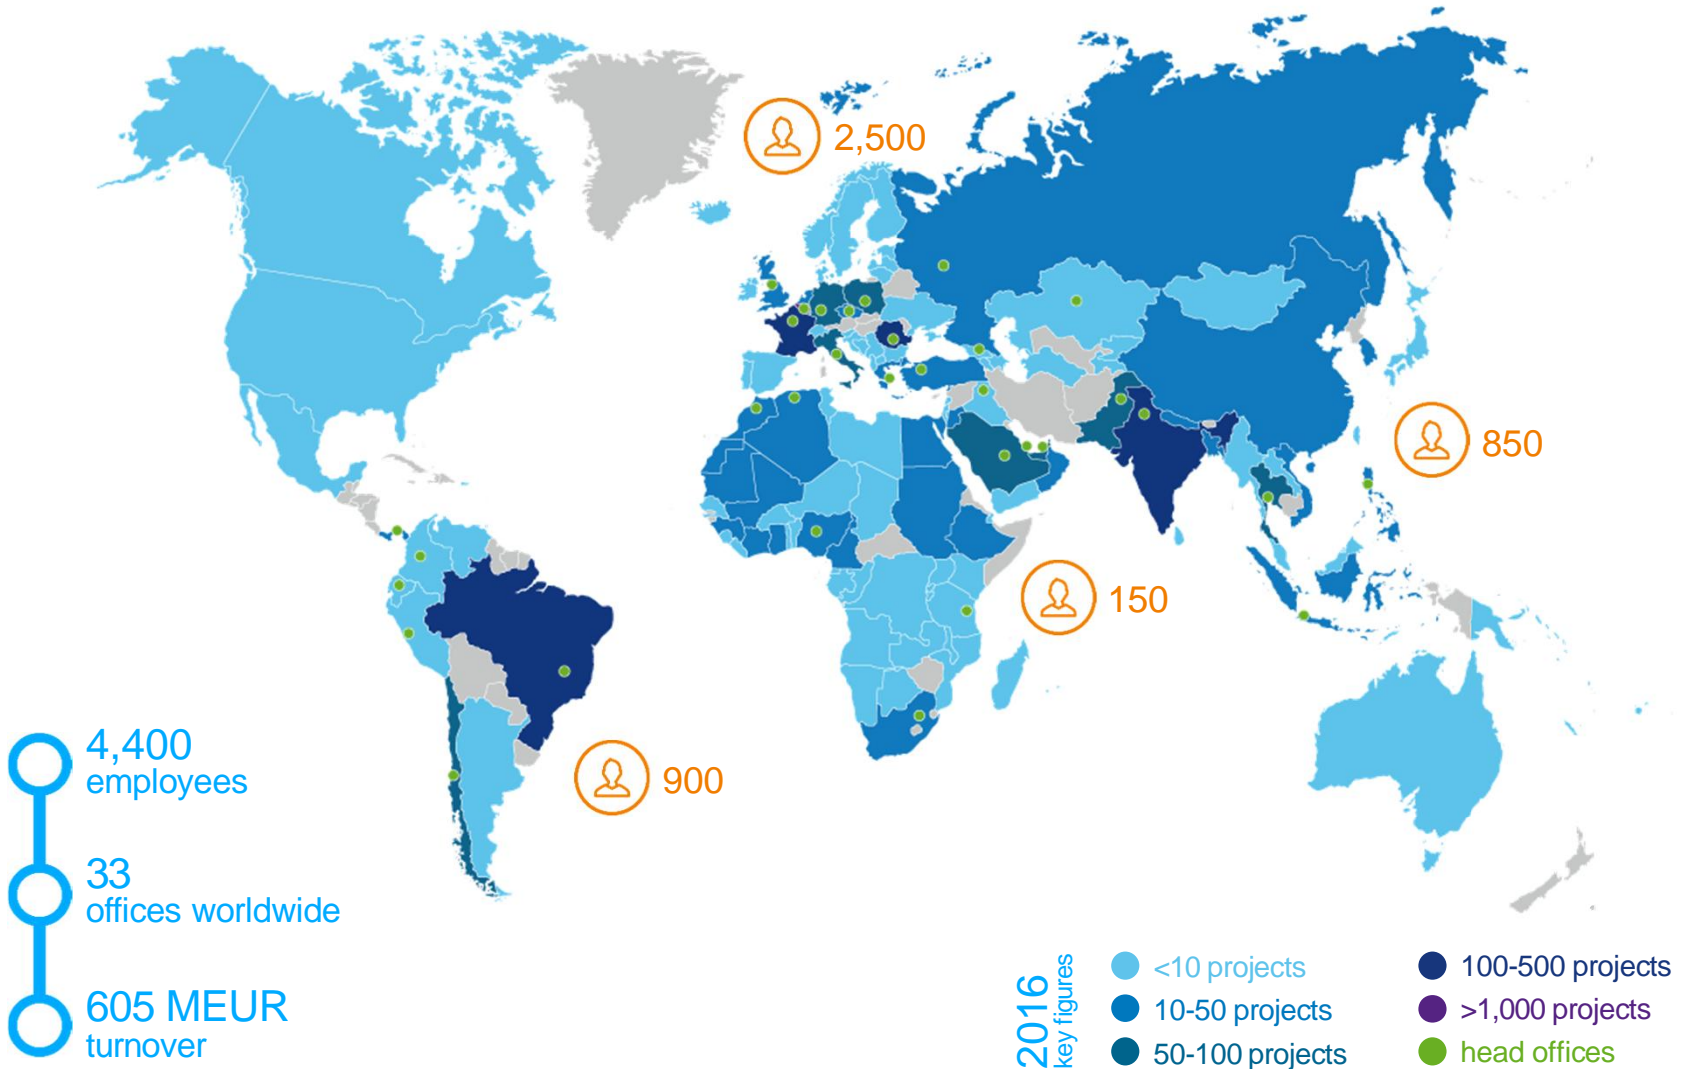 2,500
850
150
900
4,400
employees
33
offices worldwide
605 MEUR
turnover
2016
key figures
<10 projects
10-50 projects
50-100 projects
100-500 projects
>1,000 projects
head offices